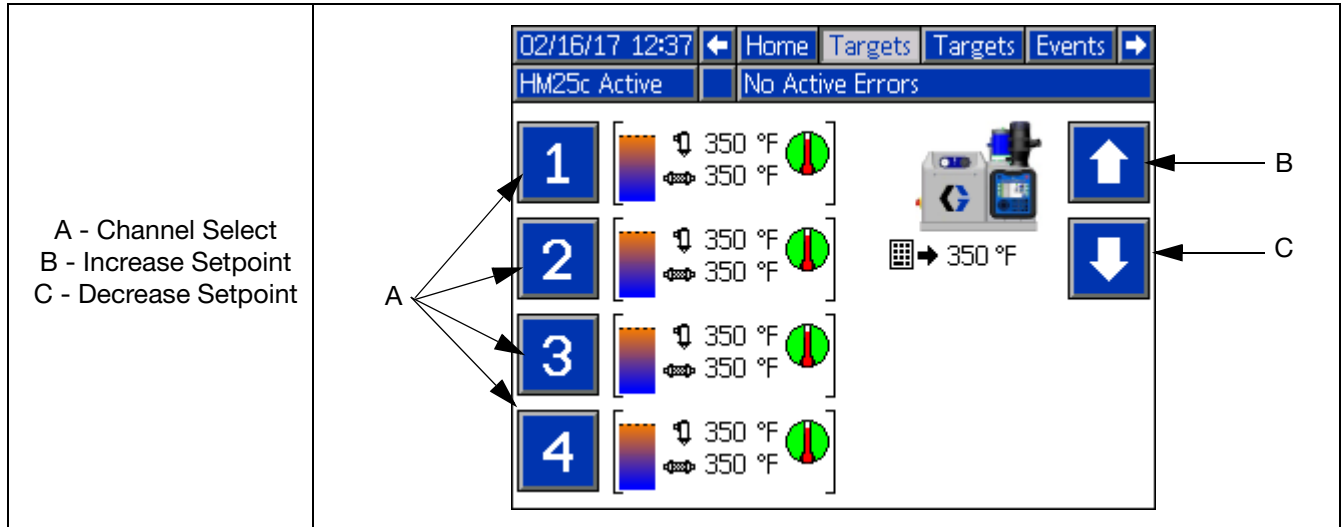 A - Channel Select
B - Increase Setpoint
C - Decrease Setpoint
02/16/17 12:37 Home Targets Targets Events
HM25c Active No Active Errors
1 350 °F
350 °F
2 350 °F
350 °F
3 350 °F
350 °F
4 350 °F
350 °F
350 °F
A
B
C